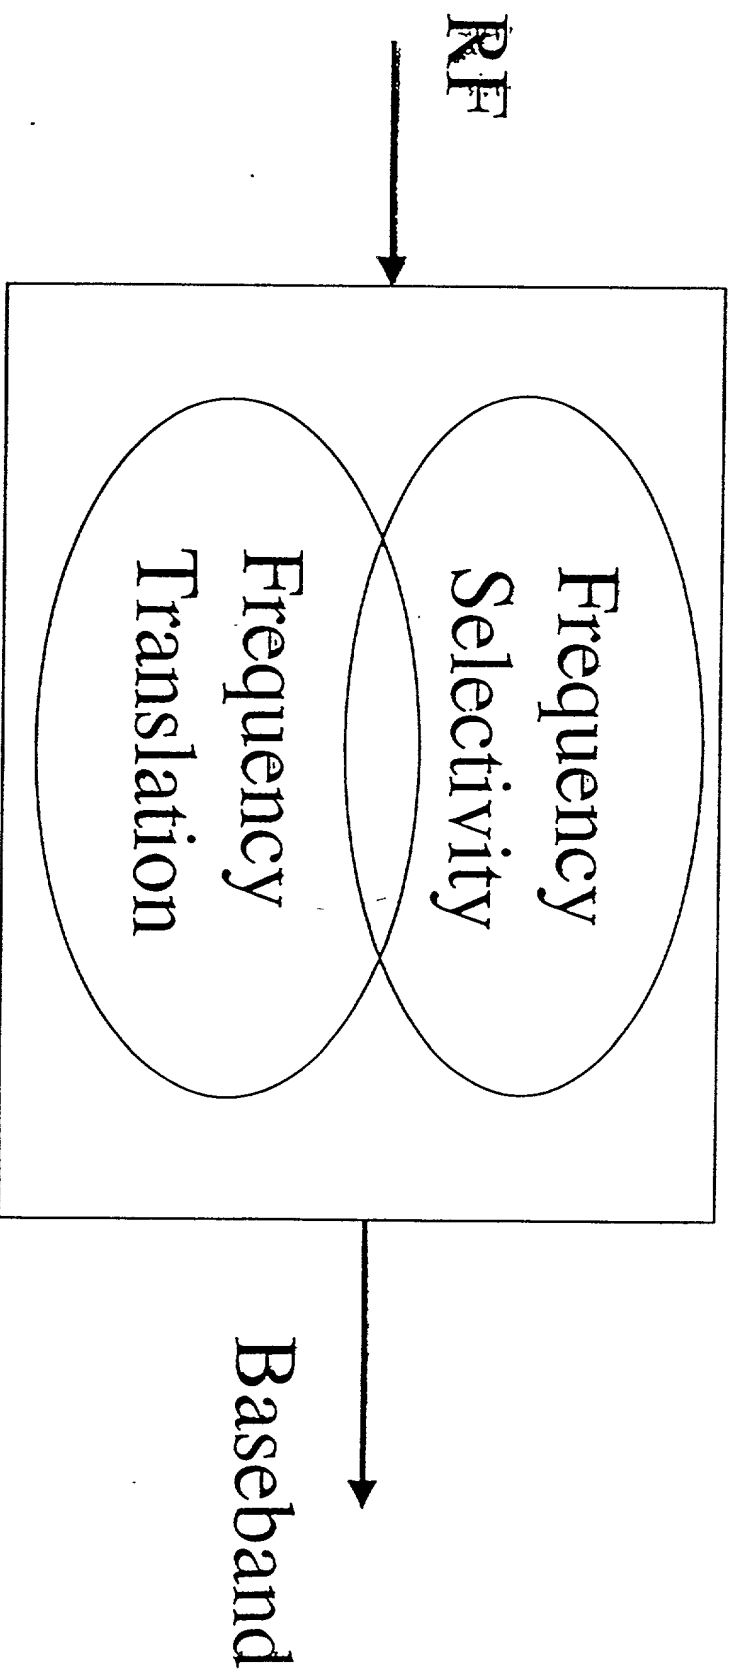 RF
Frequency
Selectivity
Frequency
Translation
Baseband